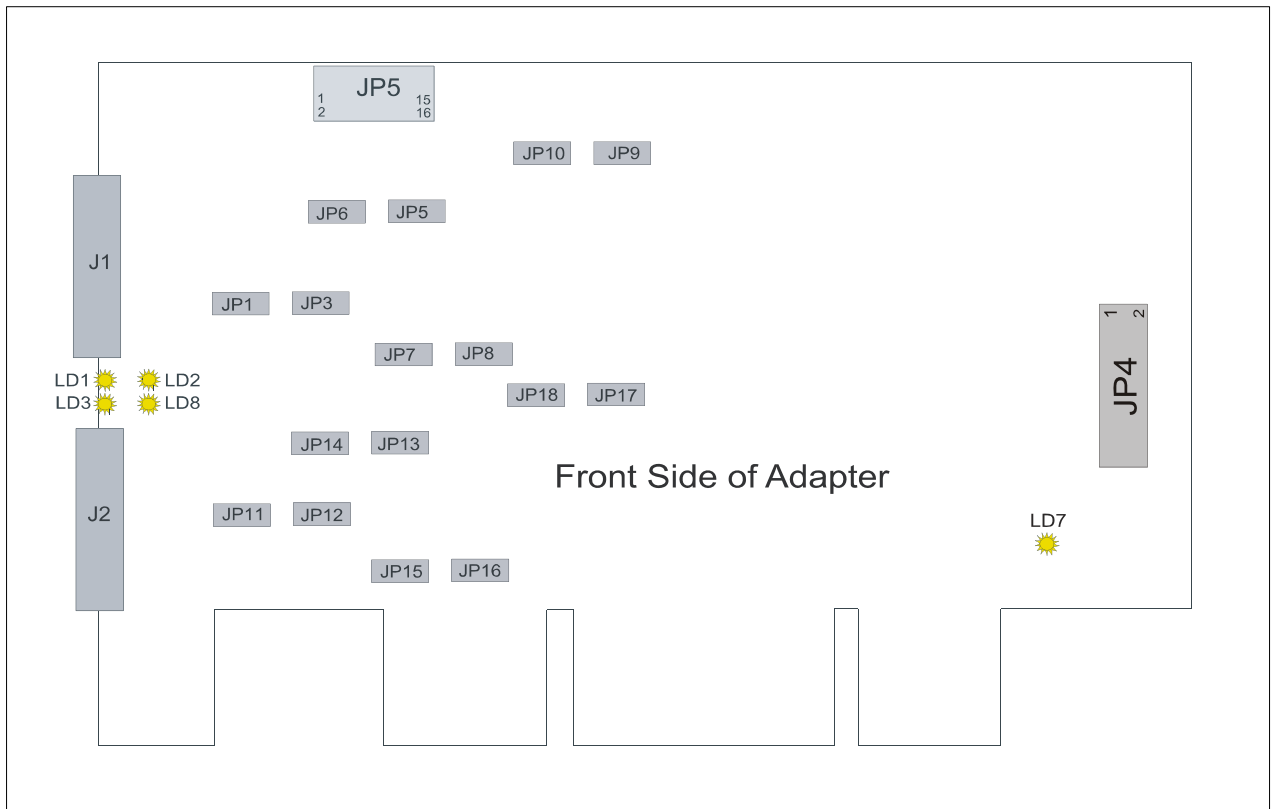 JP5
1 15
2 16
JP10 JP9
JP6 JP5
J1
JP1 JP3
1 2
JP7 JP8
LD1 LD2
JP4
JP18 JP17
LD3 LD8
JP14 JP13
Front Side of Adapter
J2
JP11 JP12
LD7
JP15 JP16